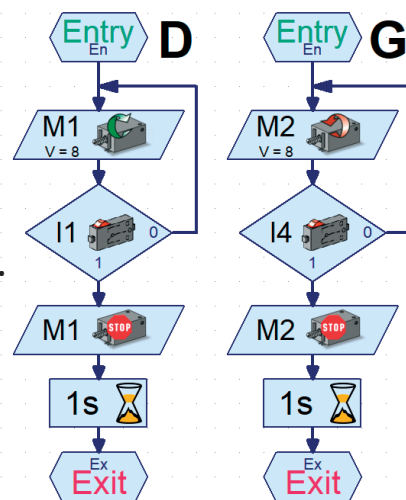 Entry
En
D
M1
V = 8
I1
0
1
M1
STOP
1s
Ex
Exit
Entry
En
G
M2
V = 8
I4
0
1
M2
STOP
1s
Ex
Exit